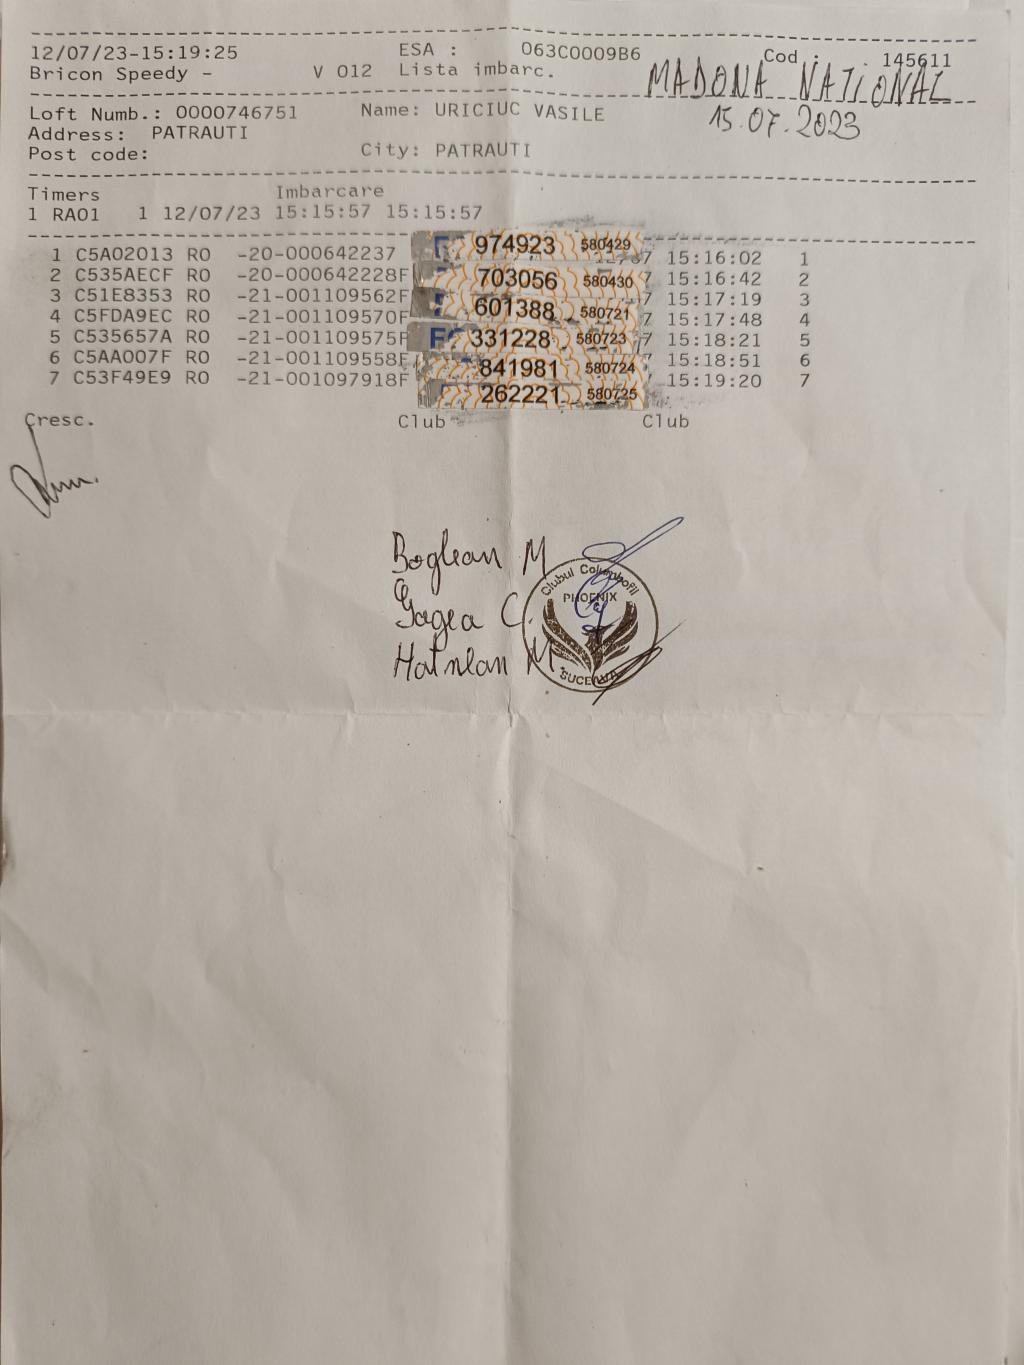 12/07/23-15:19:25 ESA : 063C0009B6 Cod : 145611
Bricon Speedy - V 012 Lista imbarc.
MADONA NATIONAL
15.07.2023
Loft Numb.: 0000746751 Name: URICIUC VASILE
Address: PATRAUTI
Post code: City: PATRAUTI
Timers Imbarcare
1 RA01 1 12/07/23 15:15:57 15:15:57
1 C5A02013 RO -20-000642237 974923 580429 7 15:16:02 1
2 C535AECF RO -20-000642228F 703056 580430 7 15:16:42 2
3 C51E8353 RO -21-001109562F 601388 580721 7 15:17:19 3
4 C5FDA9EC RO -21-001109570F 331228 580723 7 15:17:48 4
5 C535657A RO -21-001109575F 841981 580724 7 15:18:21 5
6 C5AA007F RO -21-001109558F 262221 580725 15:18:51 6
7 C53F49E9 RO -21-001097918F 15:19:20 7
Cresc. Club Club
Boghean M
Gagea C.
Hatnean M.
Clubul Columbofil
PHOENIX
SUCEAVA